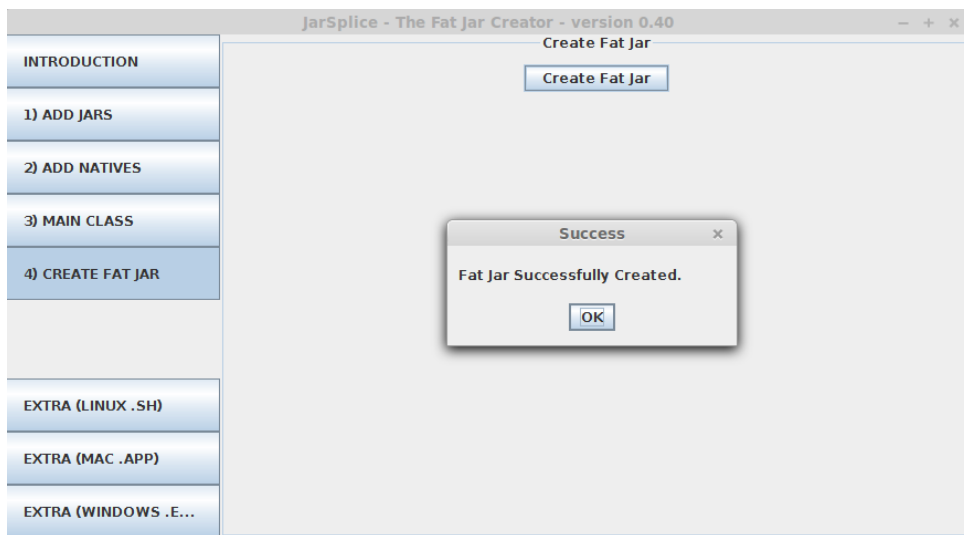 JarSplice - The Fat Jar Creator - version 0.40
INTRODUCTION
1) ADD JARS
2) ADD NATIVES
3) MAIN CLASS
4) CREATE FAT JAR
EXTRA (LINUX .SH)
EXTRA (MAC .APP)
EXTRA (WINDOWS .E...
Create Fat Jar
Create Fat Jar
Success
Fat Jar Successfully Created.
OK